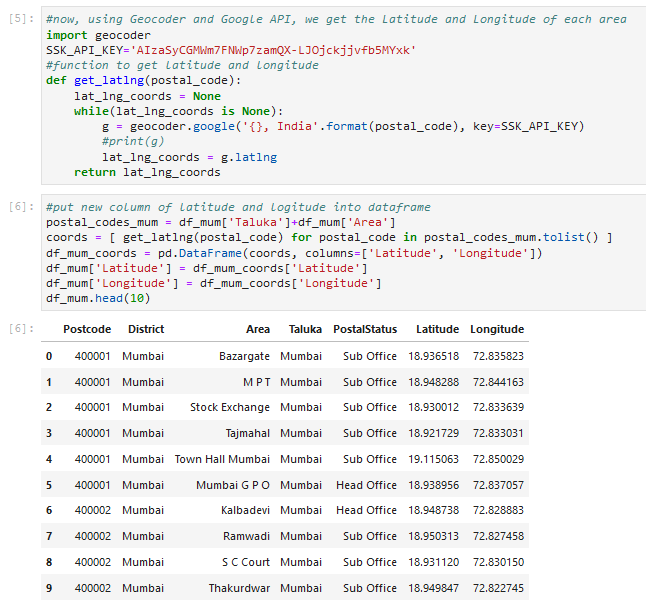 [5]: #now, using Geocoder and Google API, we get the Latitude and Longitude of each area
import geocoder
SSK_API_KEY='AIzaSyCGMWm7FNWp7zamQX-LJOjckjjvfb5MYxk'
#function to get latitude and longitude
def get_latlng(postal_code):
    lat_lng_coords = None
    while(lat_lng_coords is None):
        g = geocoder.google('{}, India'.format(postal_code), key=SSK_API_KEY)
        #print(g)
        lat_lng_coords = g.latlng
    return lat_lng_coords
[6]: #put new column of latitude and logitude into dataframe
postal_codes_mum = df_mum['Taluka']+df_mum['Area']
coords = [ get_latlng(postal_code) for postal_code in postal_codes_mum.tolist() ]
df_mum_coords = pd.DataFrame(coords, columns=['Latitude', 'Longitude'])
df_mum['Latitude'] = df_mum_coords['Latitude']
df_mum['Longitude'] = df_mum_coords['Longitude']
df_mum.head(10)
[6]: Postcode District Area Taluka PostalStatus Latitude Longitude
0 400001 Mumbai Bazargate Mumbai Sub Office 18.936518 72.835823
1 400001 Mumbai M P T Mumbai Sub Office 18.948288 72.844163
2 400001 Mumbai Stock Exchange Mumbai Sub Office 18.930012 72.833639
3 400001 Mumbai Tajmahal Mumbai Sub Office 18.921729 72.833031
4 400001 Mumbai Town Hall Mumbai Mumbai Sub Office 19.115063 72.850029
5 400001 Mumbai Mumbai G P O Mumbai Head Office 18.938956 72.837057
6 400002 Mumbai Kalbadevi Mumbai Head Office 18.948738 72.828883
7 400002 Mumbai Ramwadi Mumbai Sub Office 18.950313 72.827458
8 400002 Mumbai S C Court Mumbai Sub Office 18.931120 72.830150
9 400002 Mumbai Thakurdwar Mumbai Sub Office 18.949847 72.822745